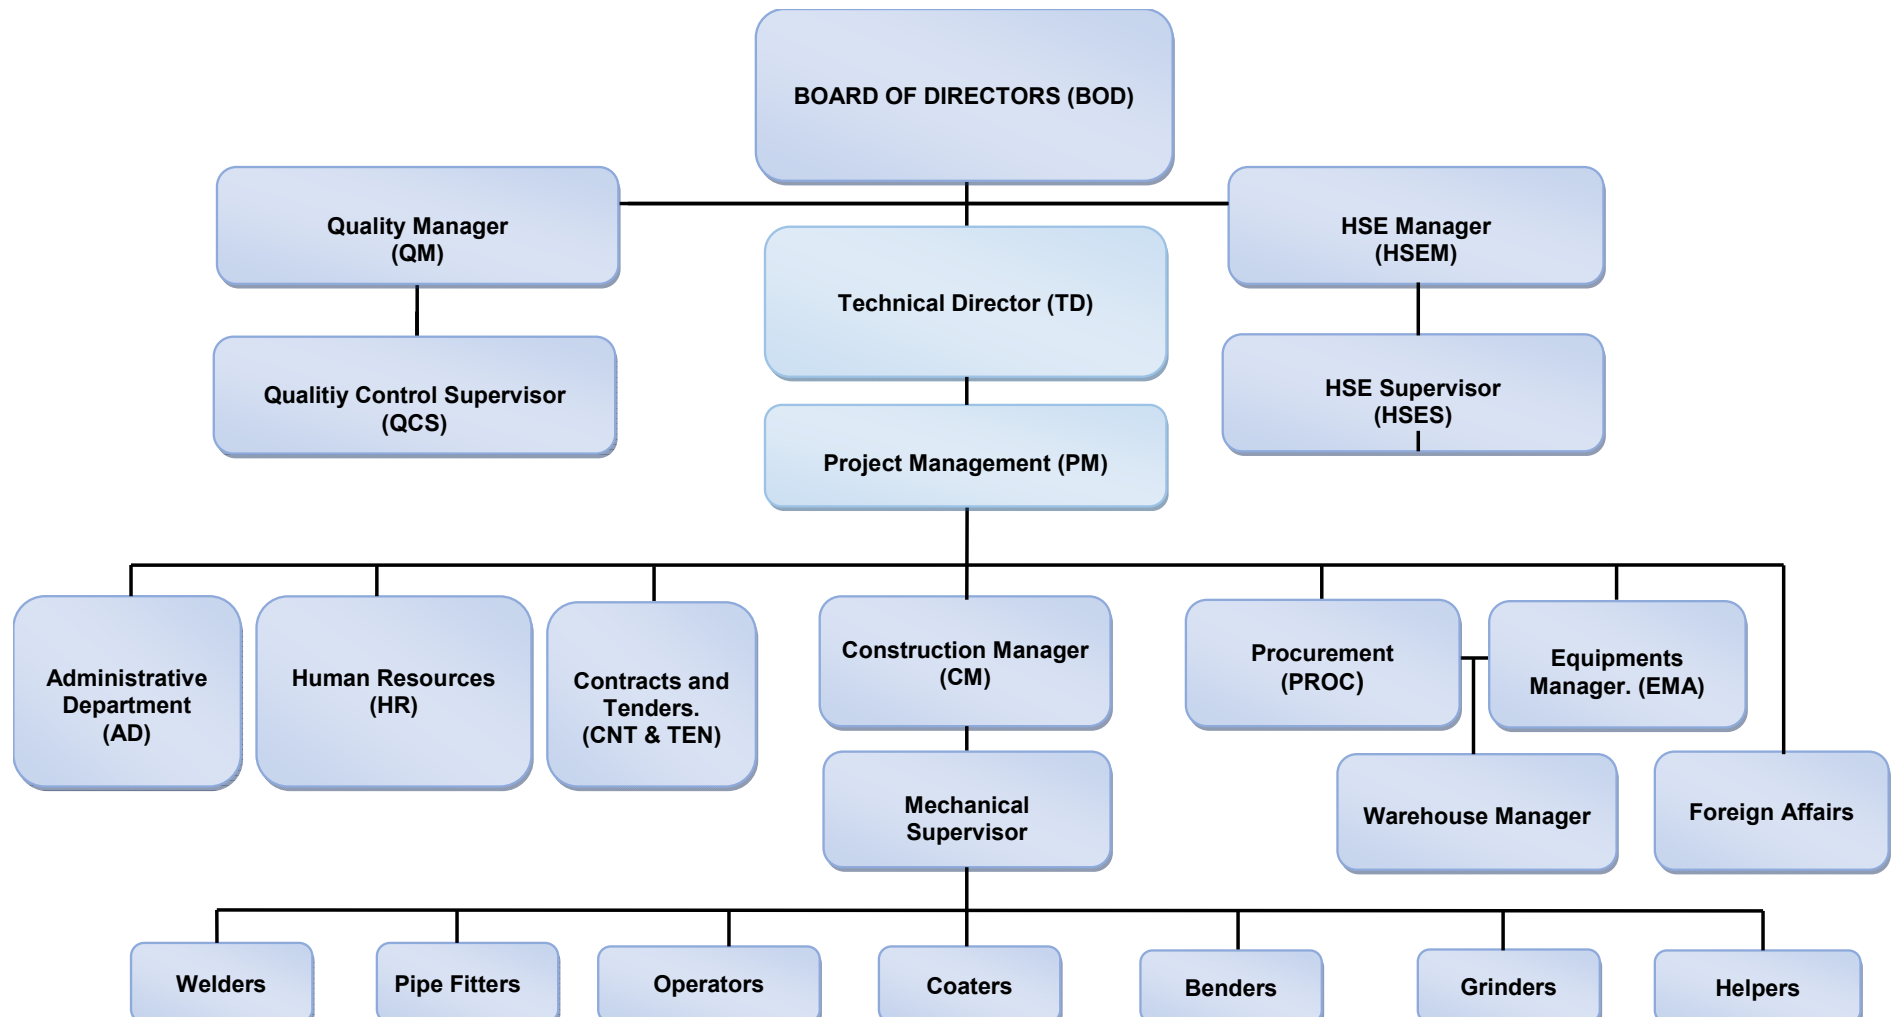 BOARD OF DIRECTORS (BOD)
Quality Manager
(QM)
HSE Manager
(HSEM)
Technical Director (TD)
Qualitiy Control Supervisor
(QCS)
HSE Supervisor
(HSES)
Project Management (PM)
Administrative
Department
(AD)
Human Resources
(HR)
Contracts and
Tenders.
(CNT & TEN)
Construction Manager
(CM)
Procurement
(PROC)
Equipments
Manager. (EMA)
Mechanical
Supervisor
Warehouse Manager
Foreign Affairs
Welders
Pipe Fitters
Operators
Coaters
Benders
Grinders
Helpers